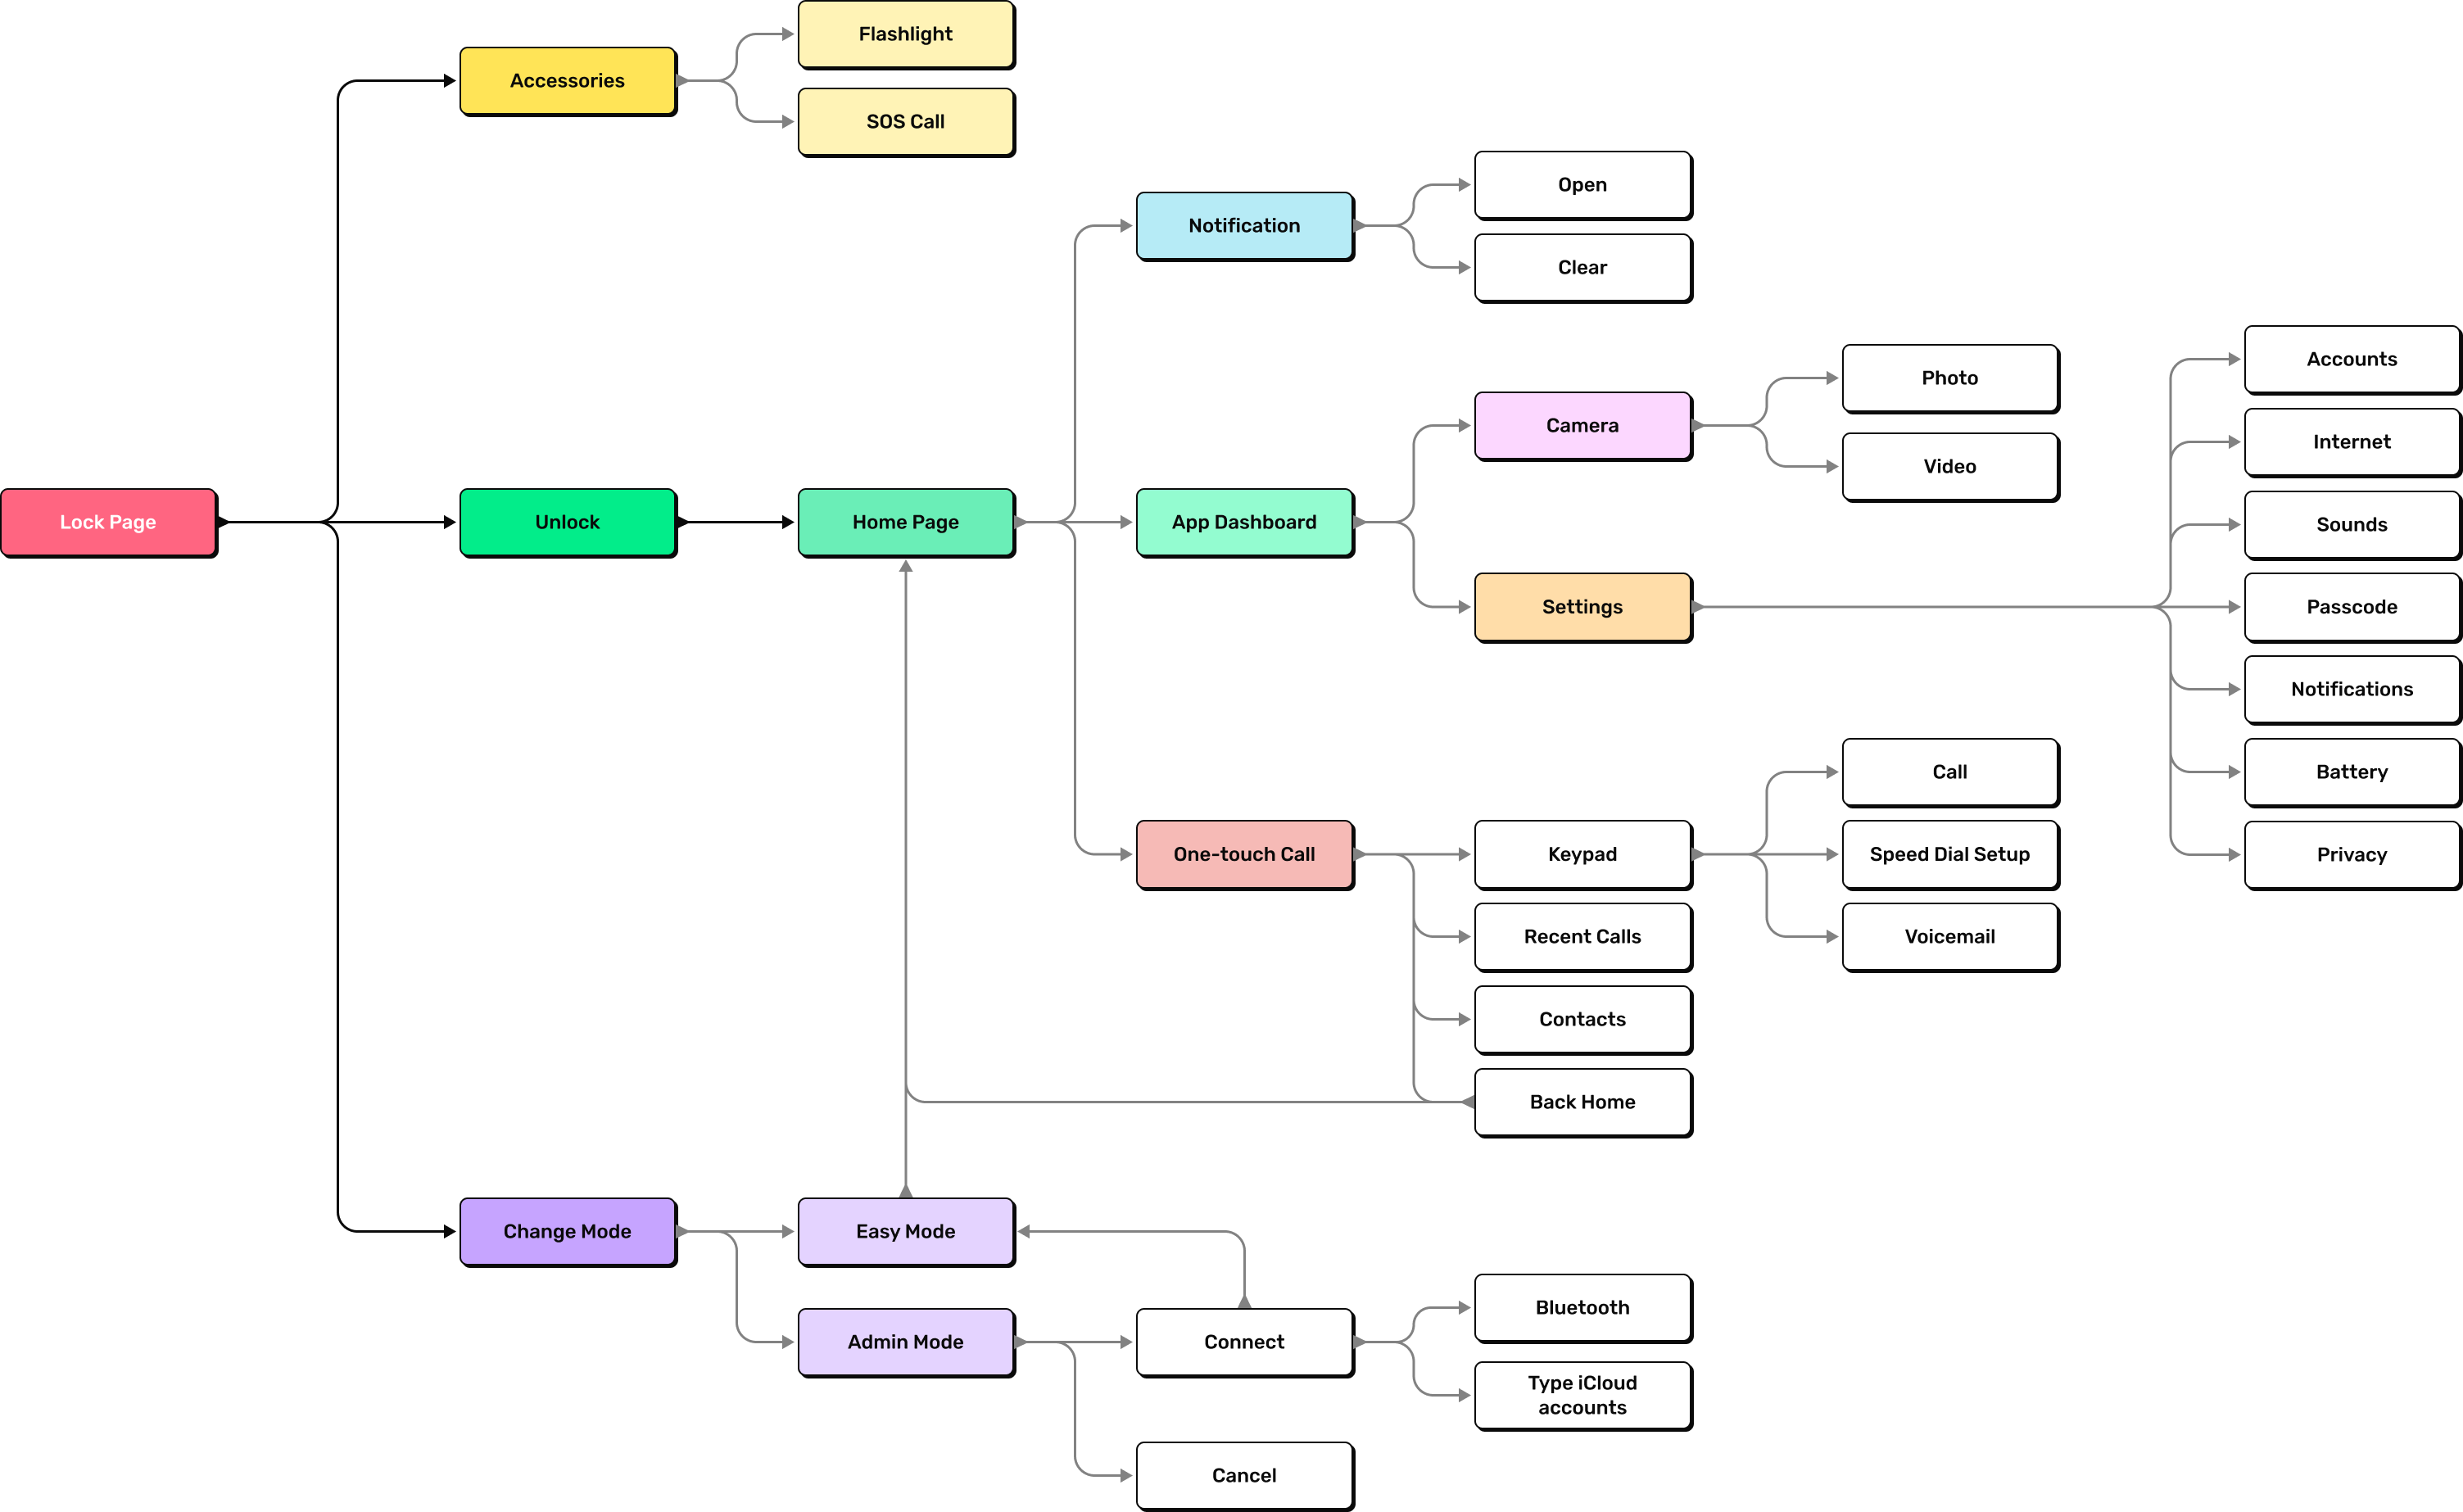 Flashlight
Accessories
SOS Call
Open
Notification
Clear
Accounts
Photo
Camera
Internet
Video
Lock Page
Unlock
Home Page
App Dashboard
Sounds
Settings
Passcode
Notifications
Call
Battery
One-touch Call
Keypad
Speed Dial Setup
Privacy
Recent Calls
Voicemail
Contacts
Back Home
Change Mode
Easy Mode
Bluetooth
Admin Mode
Connect
Type iCloud
accounts
Cancel